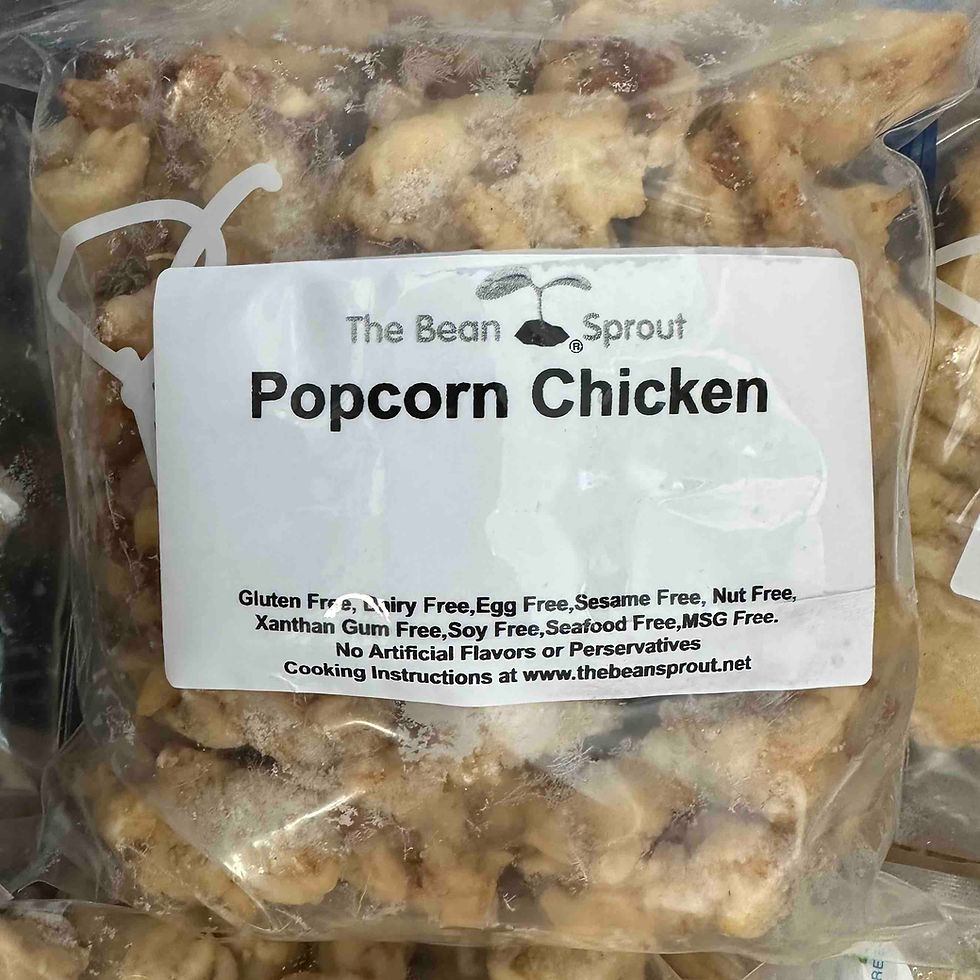 The Bean Sprout
®
Popcorn Chicken
Gluten Free, Dairy Free,Egg Free,Sesame Free, Nut Free,
Xanthan Gum Free,Soy Free,Seafood Free,MSG Free.
No Artificial Flavors or Perservatives
Cooking Instructions at www.thebeansprout.net
RE